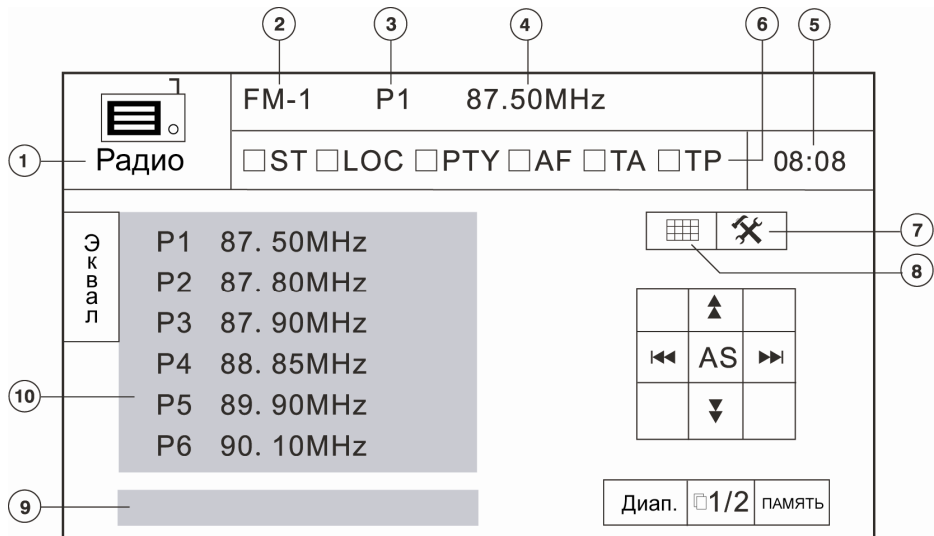 2 3 4 6 5
FM-1 P1 87.50MHz
1 Радио
□ST □LOC □PTY □AF □TA □TP 08:08
Эквал
P1 87. 50MHz
P2 87. 80MHz
P3 87. 90MHz
P4 88. 85MHz
P5 89. 90MHz
P6 90. 10MHz
7
8
AS
10
9
Диап. 1/2 ПАМЯТЬ